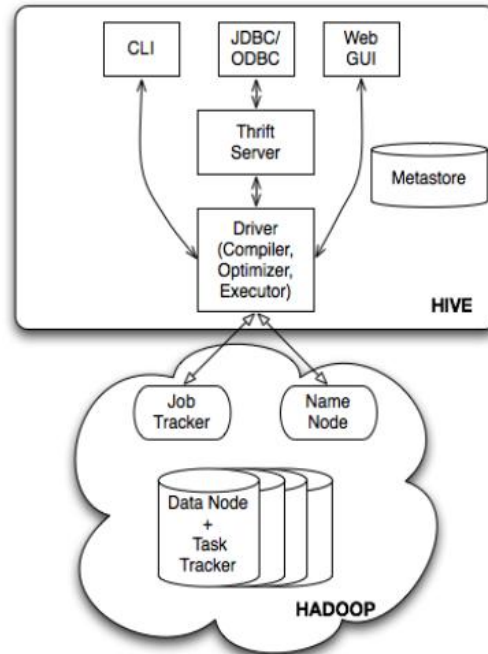 CLI
JDBC/
ODBC
Web
GUI
Thrift
Server
Metastore
Driver
(Compiler,
Optimizer,
Executor)
HIVE
Job
Tracker
Name
Node
Data Node
+
Task
Tracker
HADOOP